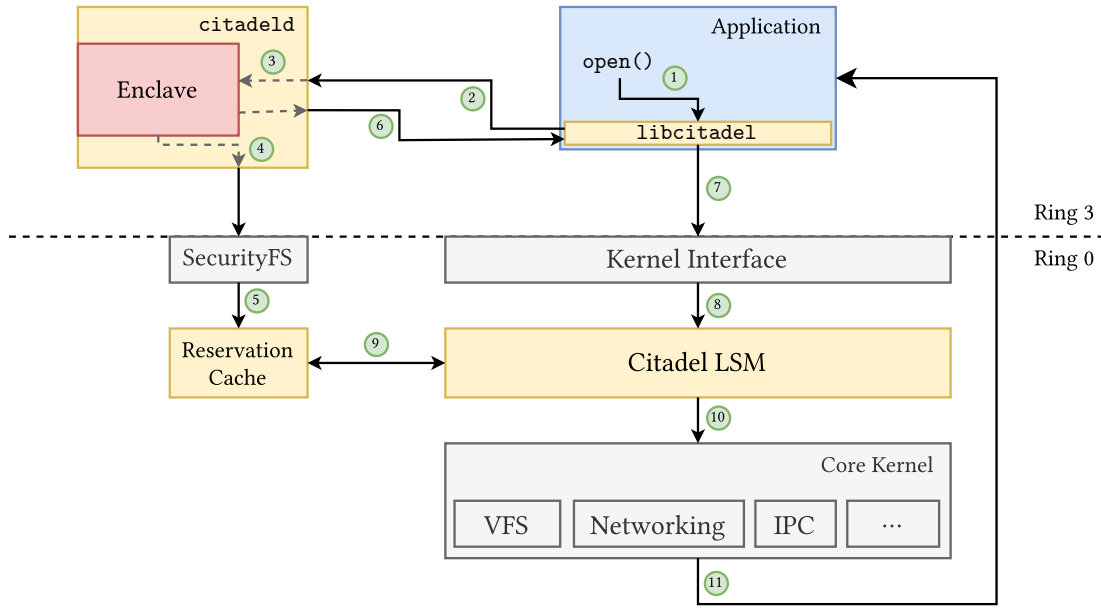 citadeld
Application
Enclave
3
open()
1
2
6
libcitadel
4
7
Ring 3
SecurityFS
Kernel Interface
Ring 0
5
8
Reservation
Cache
9
Citadel LSM
10
Core Kernel
VFS
Networking
IPC
...
11